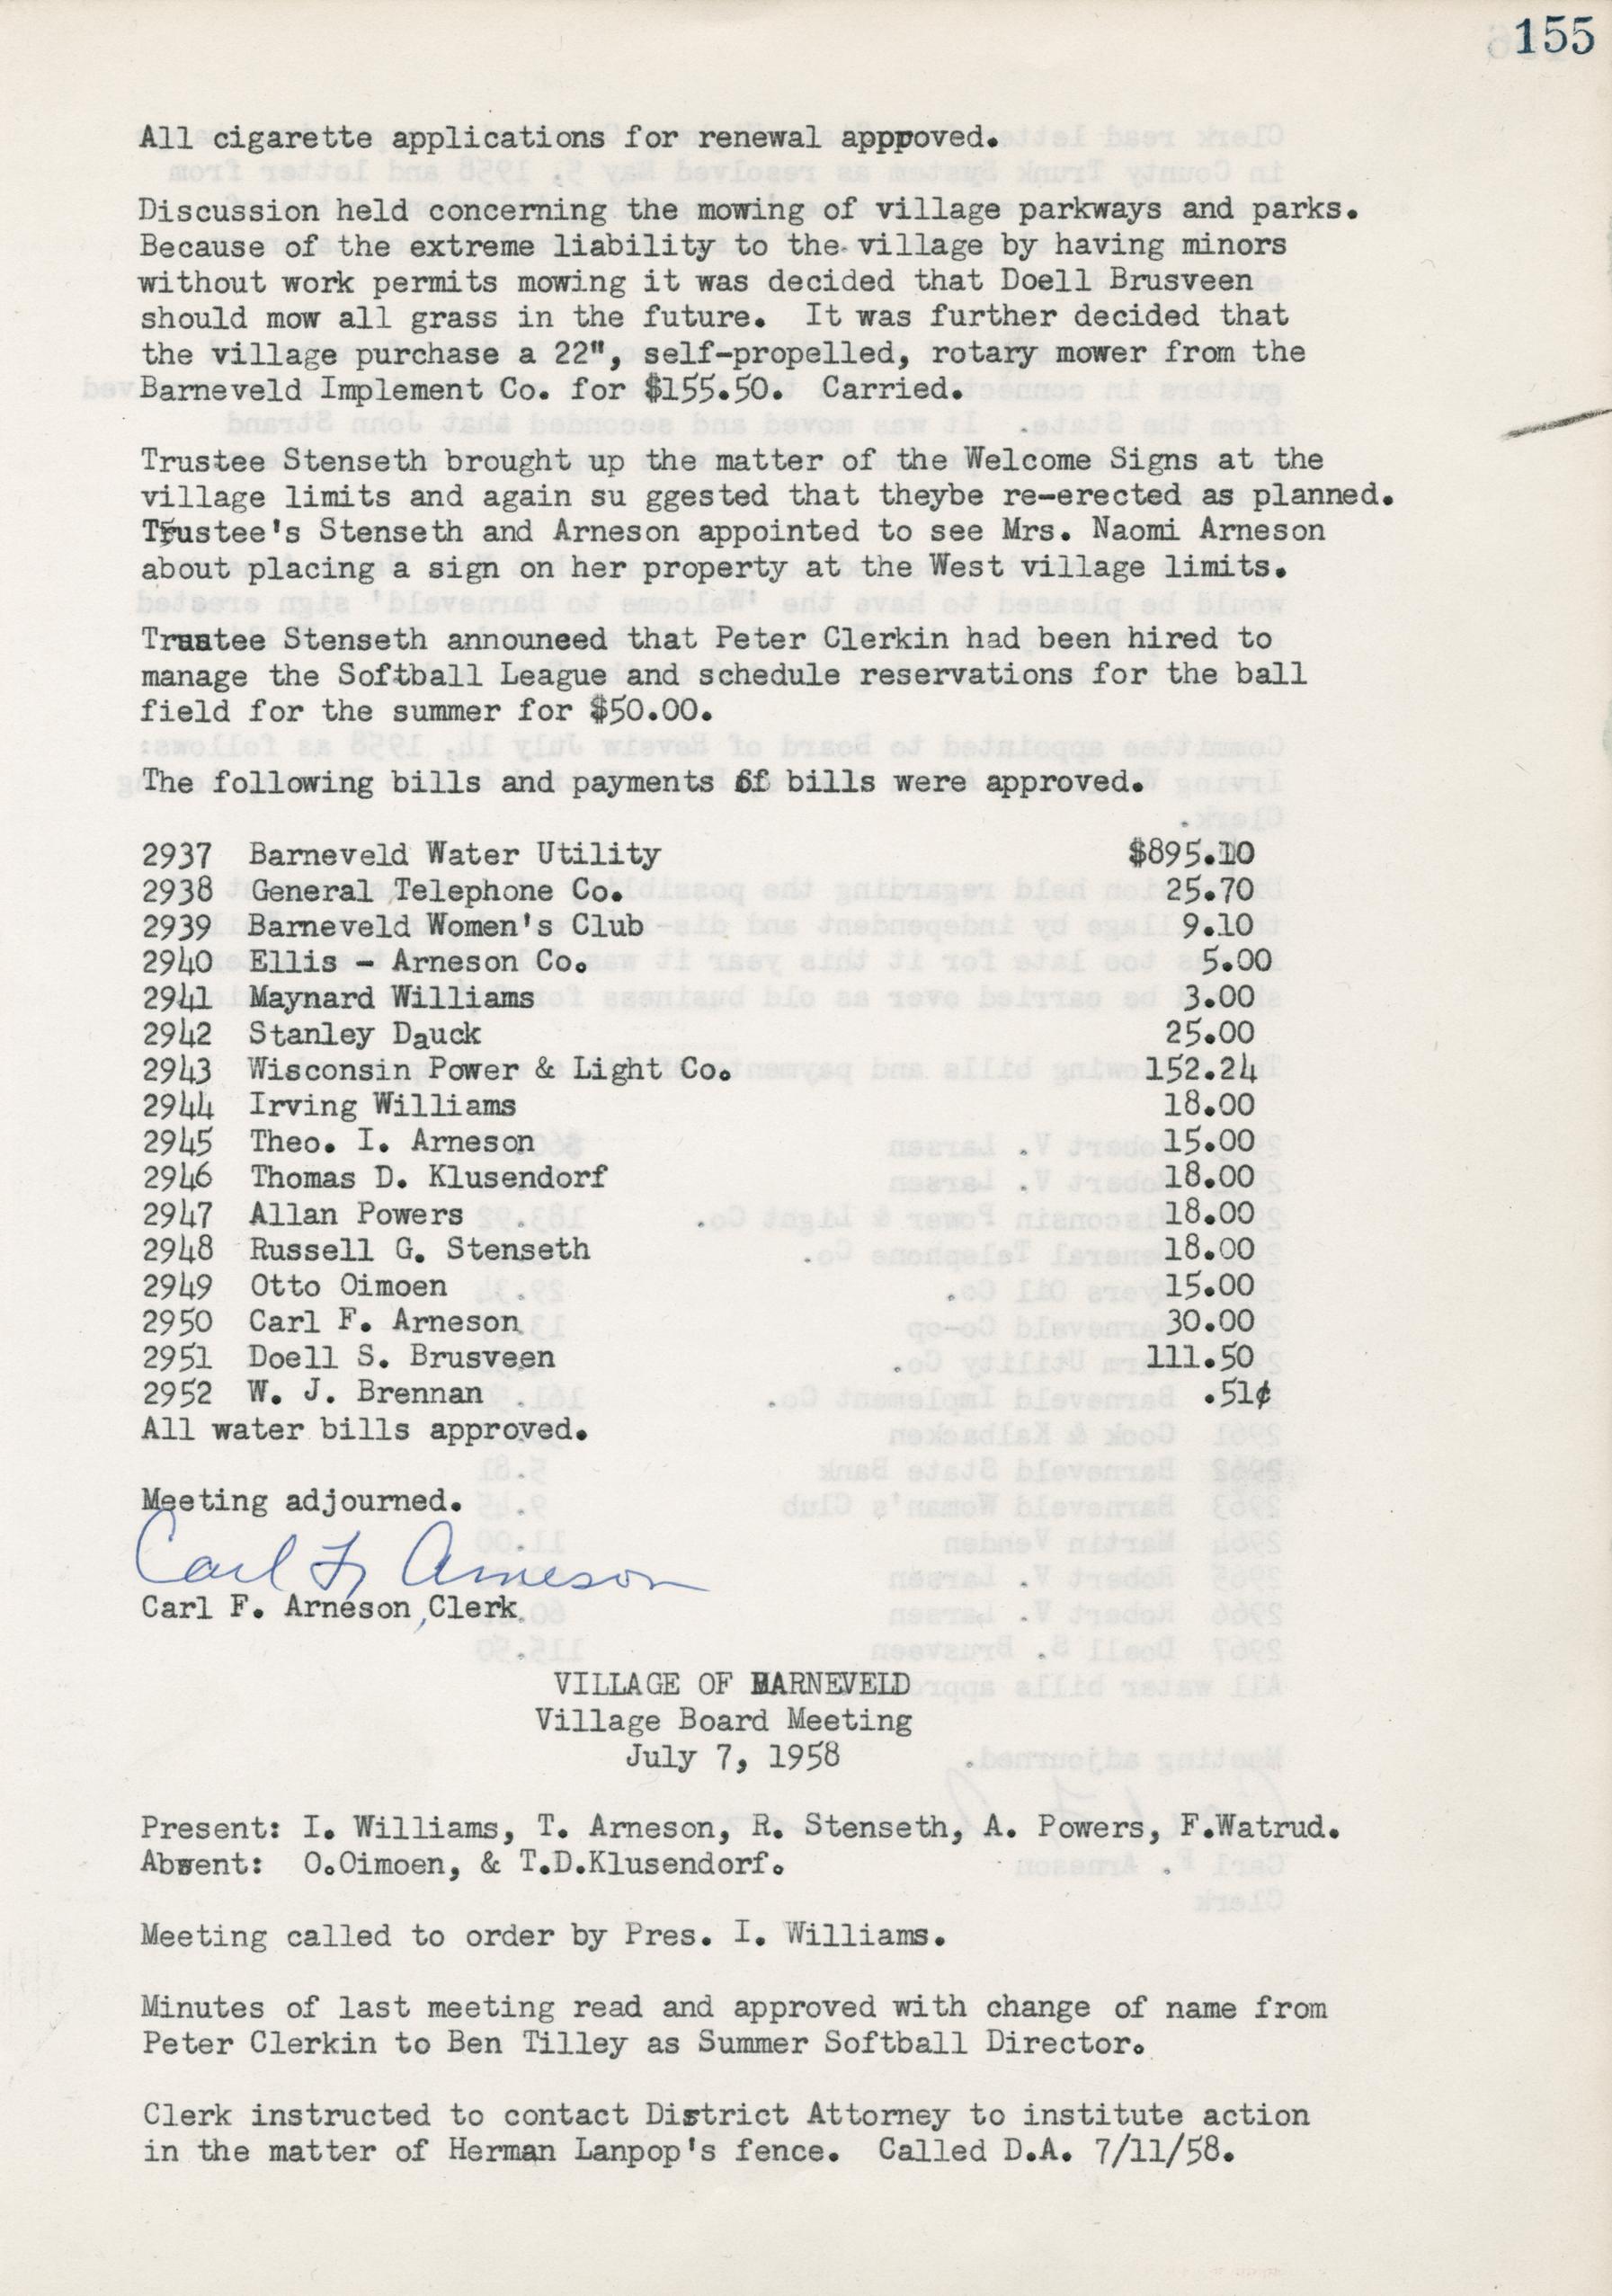 155
All cigarette applications for renewal apppoved.
Discussion held concerning the mowing of village parkways and parks.
Because of the extreme liability to the village by having minors
without work permits mowing it was decided that Doell Brusveen
should mow all grass in the future. It was further decided that
the village purchase a 22", self-propelled, rotary mower from the
Barneveld Implement Co. for $155.50. Carried.
Trustee Stenseth brought up the matter of the Welcome Signs at the
village limits and again su ggested that theybe re-erected as planned.
Trustee's Stenseth and Arneson appointed to see Mrs. Naomi Arneson
about placing a sign on her property at the West village limits.
Trustee Stenseth announced that Peter Clerkin had been hired to
manage the Softball League and schedule reservations for the ball
field for the summer for $50.00.
The following bills and payments of bills were approved.
2937 Barneveld Water Utility $895.10
2938 General Telephone Co. 25.70
2939 Barneveld Women's Club 9.10
2940 Ellis - Arneson Co. 5.00
2941 Maynard Williams 3.00
2942 Stanley Dauck 25.00
2943 Wisconsin Power & Light Co. 152.24
2944 Irving Williams 18.00
2945 Theo. I. Arneson 15.00
2946 Thomas D. Klusendorf 18.00
2947 Allan Powers 18.00
2948 Russell G. Stenseth 18.00
2949 Otto Oimoen 15.00
2950 Carl F. Arneson 30.00
2951 Doell S. Brusveen 111.50
2952 W. J. Brennan .51¢
All water bills approved.
Meeting adjourned.
Carl F. Arneson
Carl F. Arneson, Clerk
VILLAGE OF BARNEVELD
Village Board Meeting
July 7, 1958
Present: I. Williams, T. Arneson, R. Stenseth, A. Powers, F.Watrud.
Absent: O.Oimoen, & T.D.Klusendorf.
Meeting called to order by Pres. I. Williams.
Minutes of last meeting read and approved with change of name from
Peter Clerkin to Ben Tilley as Summer Softball Director.
Clerk instructed to contact District Attorney to institute action
in the matter of Herman Lanpop's fence. Called D.A. 7/11/58.